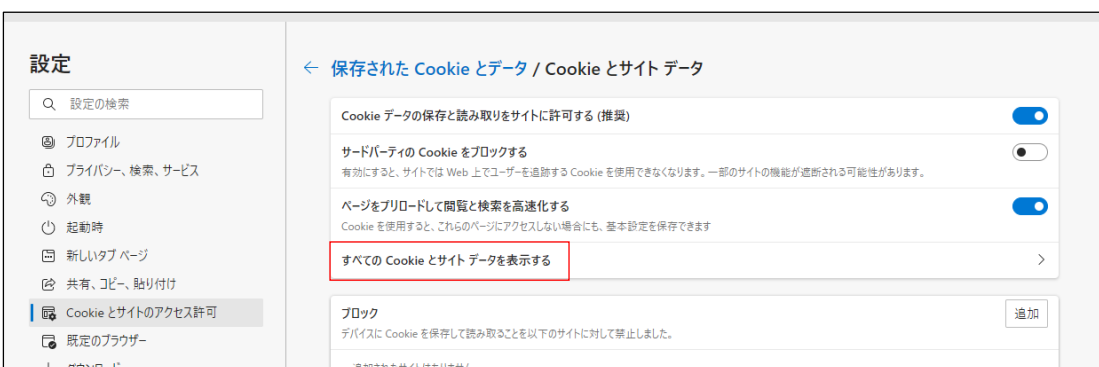 設定
設定の検索
プロファイル
プライバシー、検索、サービス
外観
起動時
新しいタブ ページ
共有、コピー、貼り付け
Cookie とサイトのアクセス許可
既定のブラウザー
保存された Cookie とデータ / Cookie とサイト データ
Cookie データの保存と読み取りをサイトに許可する (推奨)
サードパーティの Cookie をブロックする
有効にすると、サイトでは Web 上でユーザーを追跡する Cookie を使用できなくなります。一部のサイトの機能が遮断される可能性があります。
ページをプリロードして閲覧と検索を高速化する
Cookie を使用すると、これらのページにアクセスしない場合にも、基本設定を保存できます
すべての Cookie とサイト データを表示する
ブロック
追加
デバイスに Cookie を保存して読み取ることを以下のサイトに対して禁止しました。